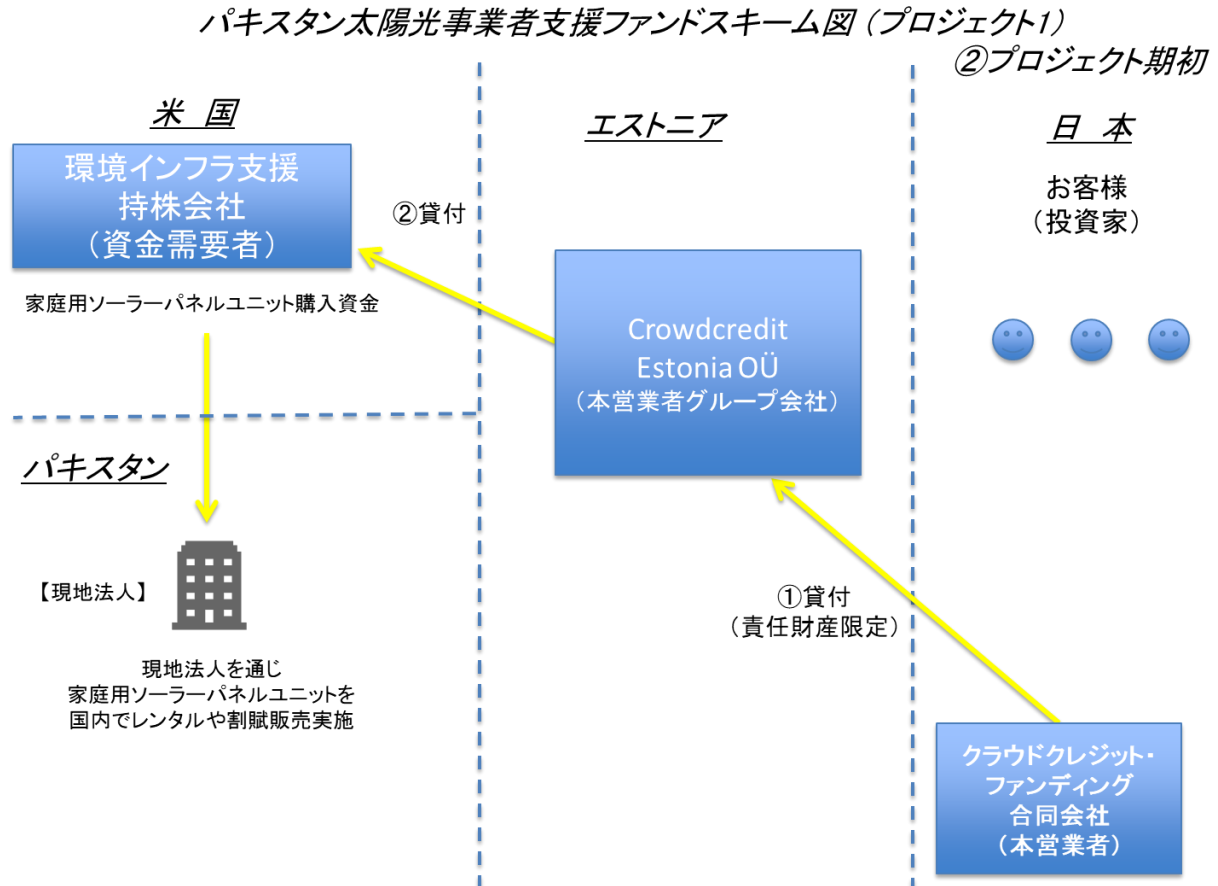 パキスタン太陽光事業者支援ファンドスキーム図（プロジェクト1）
②プロジェクト期初
米　国
環境インフラ支援
持株会社
（資金需要者）
家庭用ソーラーパネルユニット購入資金
②貸付
エストニア
Crowdcredit
Estonia OÜ
（本営業者グループ会社）
日　本
お客様
（投資家）
パキスタン
【現地法人】
現地法人を通じ
家庭用ソーラーパネルユニットを
国内でレンタルや割賦販売実施
①貸付
（責任財産限定）
クラウドクレジット・
ファンディング
合同会社
（本営業者）